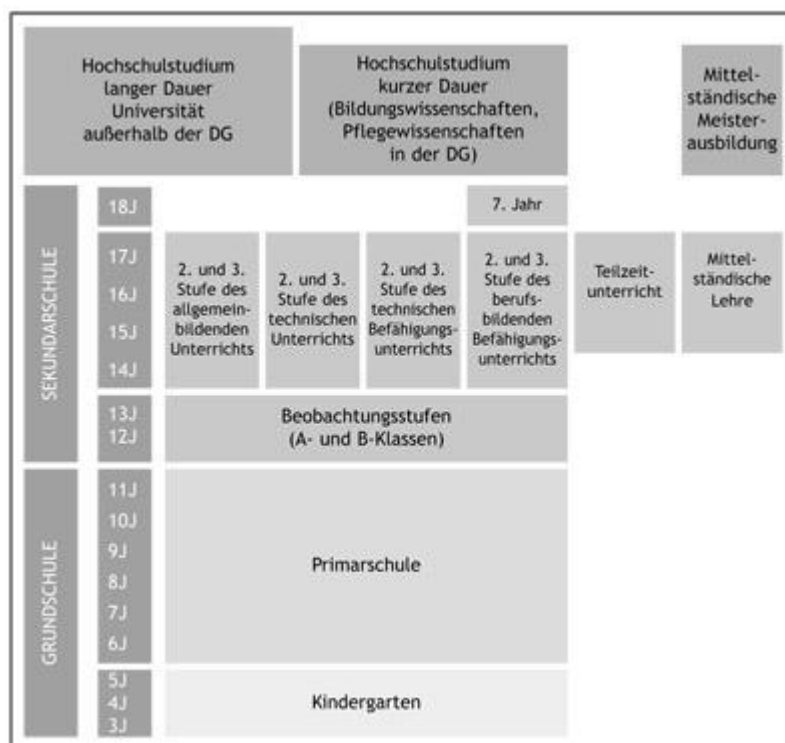 Hochschulstudium
langer Dauer
Universität
außerhalb der DG
Hochschulstudium
kurzer Dauer
(Bildungswissenschaften,
Pflegewissenschaften
in der DG)
Mittel-
ständische
Meister-
ausbildung
SEKUNDARSCHULE
18J
7. Jahr
17J
16J
15J
14J
2. und 3.
Stufe des
allgemein-
bildenden
Unterrichts
2. und 3.
Stufe des
technischen
Unterrichts
2. und 3.
Stufe des
technischen
Befähigungs-
unterrichts
2. und 3.
Stufe des
berufs-
bildenden
Befähigungs-
unterrichts
Teilzeit-
unterricht
Mittel-
ständische
Lehre
13J
12J
Beobachtungsstufen
(A- und B-Klassen)
GRUNDSCHULE
11J
10J
9J
8J
7J
6J
Primarschule
5J
4J
3J
Kindergarten